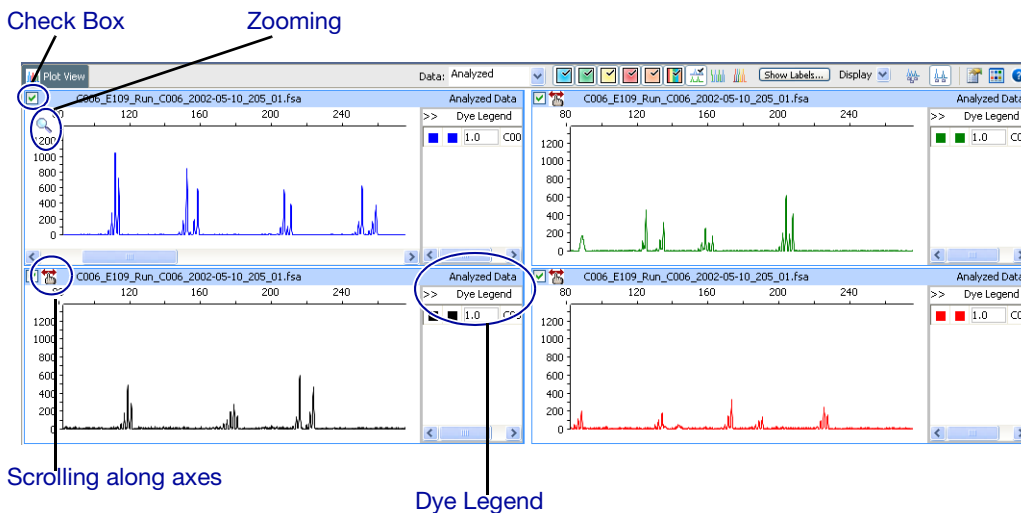 Check Box Zooming
Plot View Data: Analyzed Show Labels... Display
C006_E109_Run_C006_2002-05-10_205_01.fsa Analyzed Data C006_E109_Run_C006_2002-05-10_205_01.fsa Analyzed Data
80 120 160 200 240 >> Dye Legend 80 120 160 200 240 >> Dye Legend
1.0 C00 1.0
1200 1200
1000 1000
800 800
600 600
400 400
200 200
0 0
C006_E109_Run_C006_2002-05-10_205_01.fsa Analyzed Data C006_E109_Run_C006_2002-05-10_205_01.fsa Analyzed Data
80 120 160 200 240 >> Dye Legend 80 120 160 200 240 >> Dye Legend
1.0 1.0
1200 1200
1000 1000
800 800
600 600
400 400
200 200
0 0
Scrolling along axes
Dye Legend